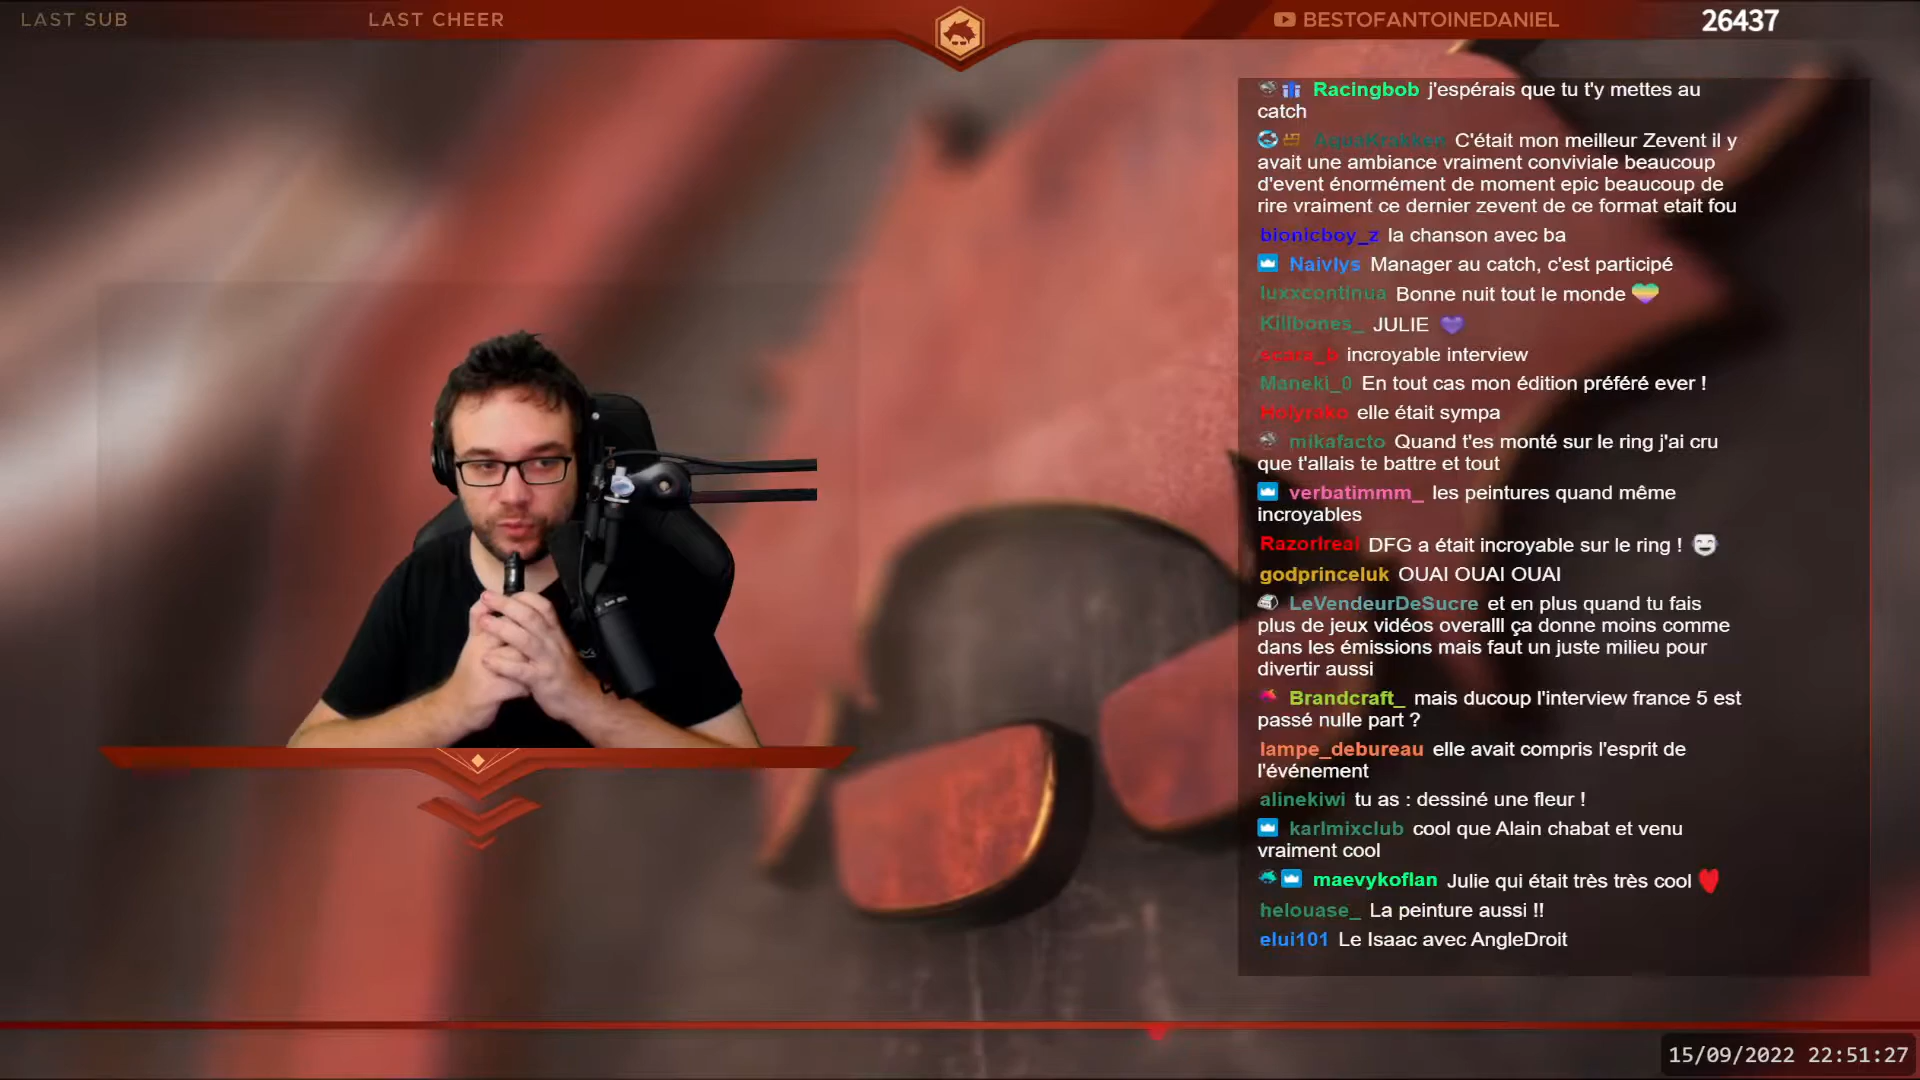 LAST SUB
LAST CHEER
BESTOFANTOINEDANIEL
26437
Racingbob j'espérais que tu t'y mettes au
catch
AguaKrakken C'était mon meilleur Zevent il y
avait une ambiance vraiment conviviale beaucoup
d'event énormément de moment epic beaucoup de
rire vraiment ce dernier zevent de ce format etait fou
bionicboy_z la chanson avec ba
Naivlys Manager au catch, c'est participé
luxxcontinua Bonne nuit tout le monde
Killbones_ JULIE
scara_b incroyable interview
Maneki_0 En tout cas mon édition préféré ever !
Holyrako elle était sympa
mikafacto Quand t'es monté sur le ring j'ai cru
que t'allais te battre et tout
verbatimmm_ les peintures quand même
incroyables
RazorIreal DFG a était incroyable sur le ring !
godprinceluk OUAI OUAI OUAI
LeVendeurDeSucre et en plus quand tu fais
plus de jeux vidéos overalll ça donne moins comme
dans les émissions mais faut un juste milieu pour
divertir aussi
Brandcraft_ mais ducoup l'interview france 5 est
passé nulle part ?
lampe_debureau elle avait compris l'esprit de
l'événement
alinekiwi tu as : dessiné une fleur !
karlmixclub cool que Alain chabat et venu
vraiment cool
maevykoflan Julie qui était très très cool
helouase_ La peinture aussi !!
elui101 Le Isaac avec AngleDroit
15/09/2022 22:51:27